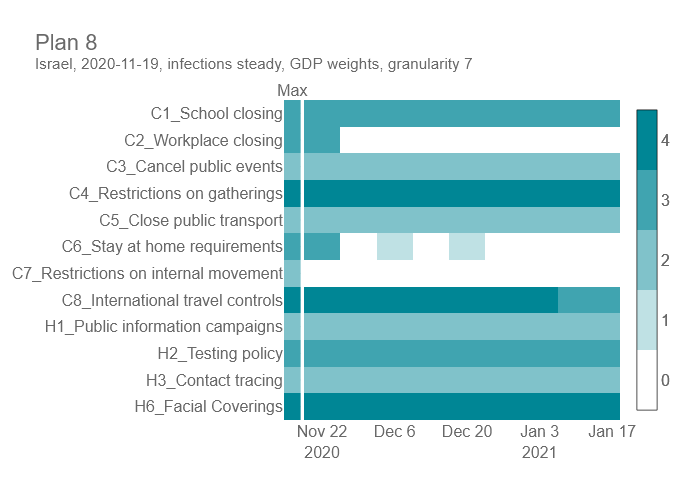 Plan 8
Israel, 2020-11-19, infections steady, GDP weights, granularity 7
Max
C1_School closing
C2_Workplace closing
C3_Cancel public events
C4_Restrictions on gatherings
C5_Close public transport
C6_Stay at home requirements
C7_Restrictions on internal movement
C8_International travel controls
H1_Public information campaigns
H2_Testing policy
H3_Contact tracing
H6_Facial Coverings
4
3
2
1
0
Nov 22 Dec 6 Dec 20 Jan 3 Jan 17
2020 2021